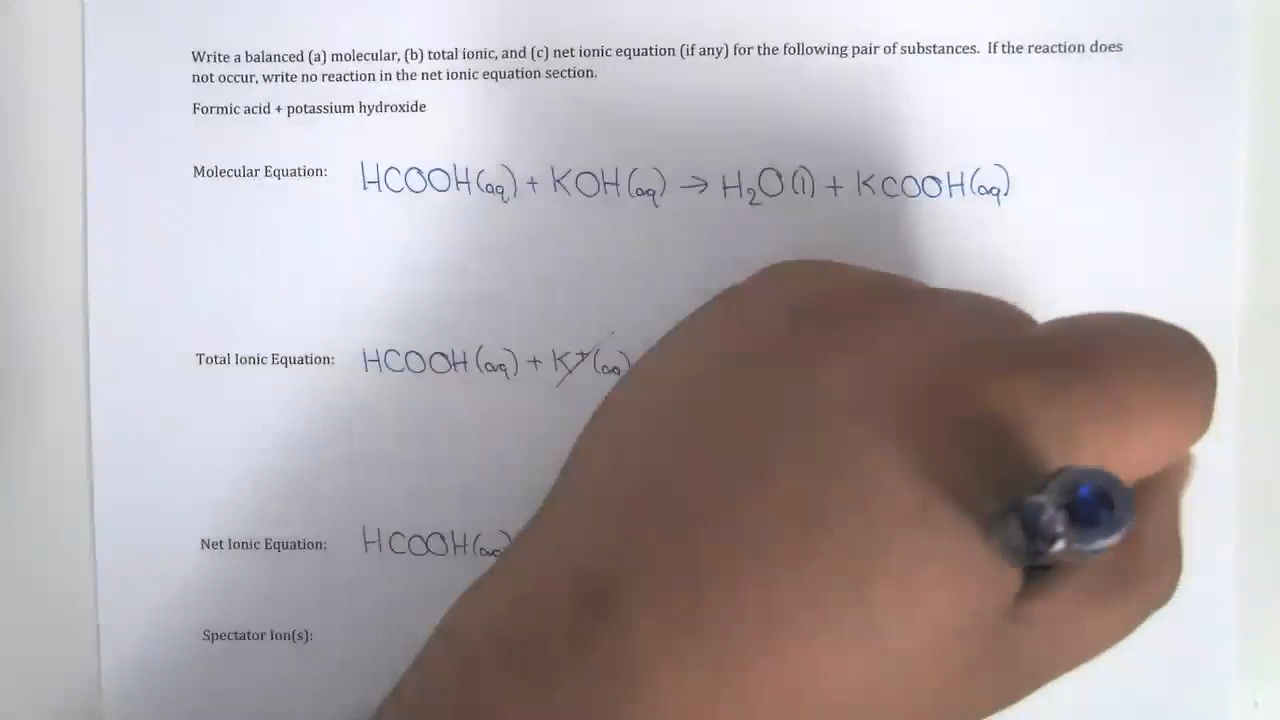 Write a balanced (a) molecular, (b) total ionic, and (c) net ionic equation (if any) for the following pair of substances. If the reaction does
not occur, write no reaction in the net ionic equation section.
Formic acid + potassium hydroxide
Molecular Equation: HCOOH(aq) + KOH(aq) → H₂O(l) + KCOOH(aq)
Total Ionic Equation: HCOOH(aq) + K⁺(aq)
Net Ionic Equation: HCOOH(aq)
Spectator Ion(s):